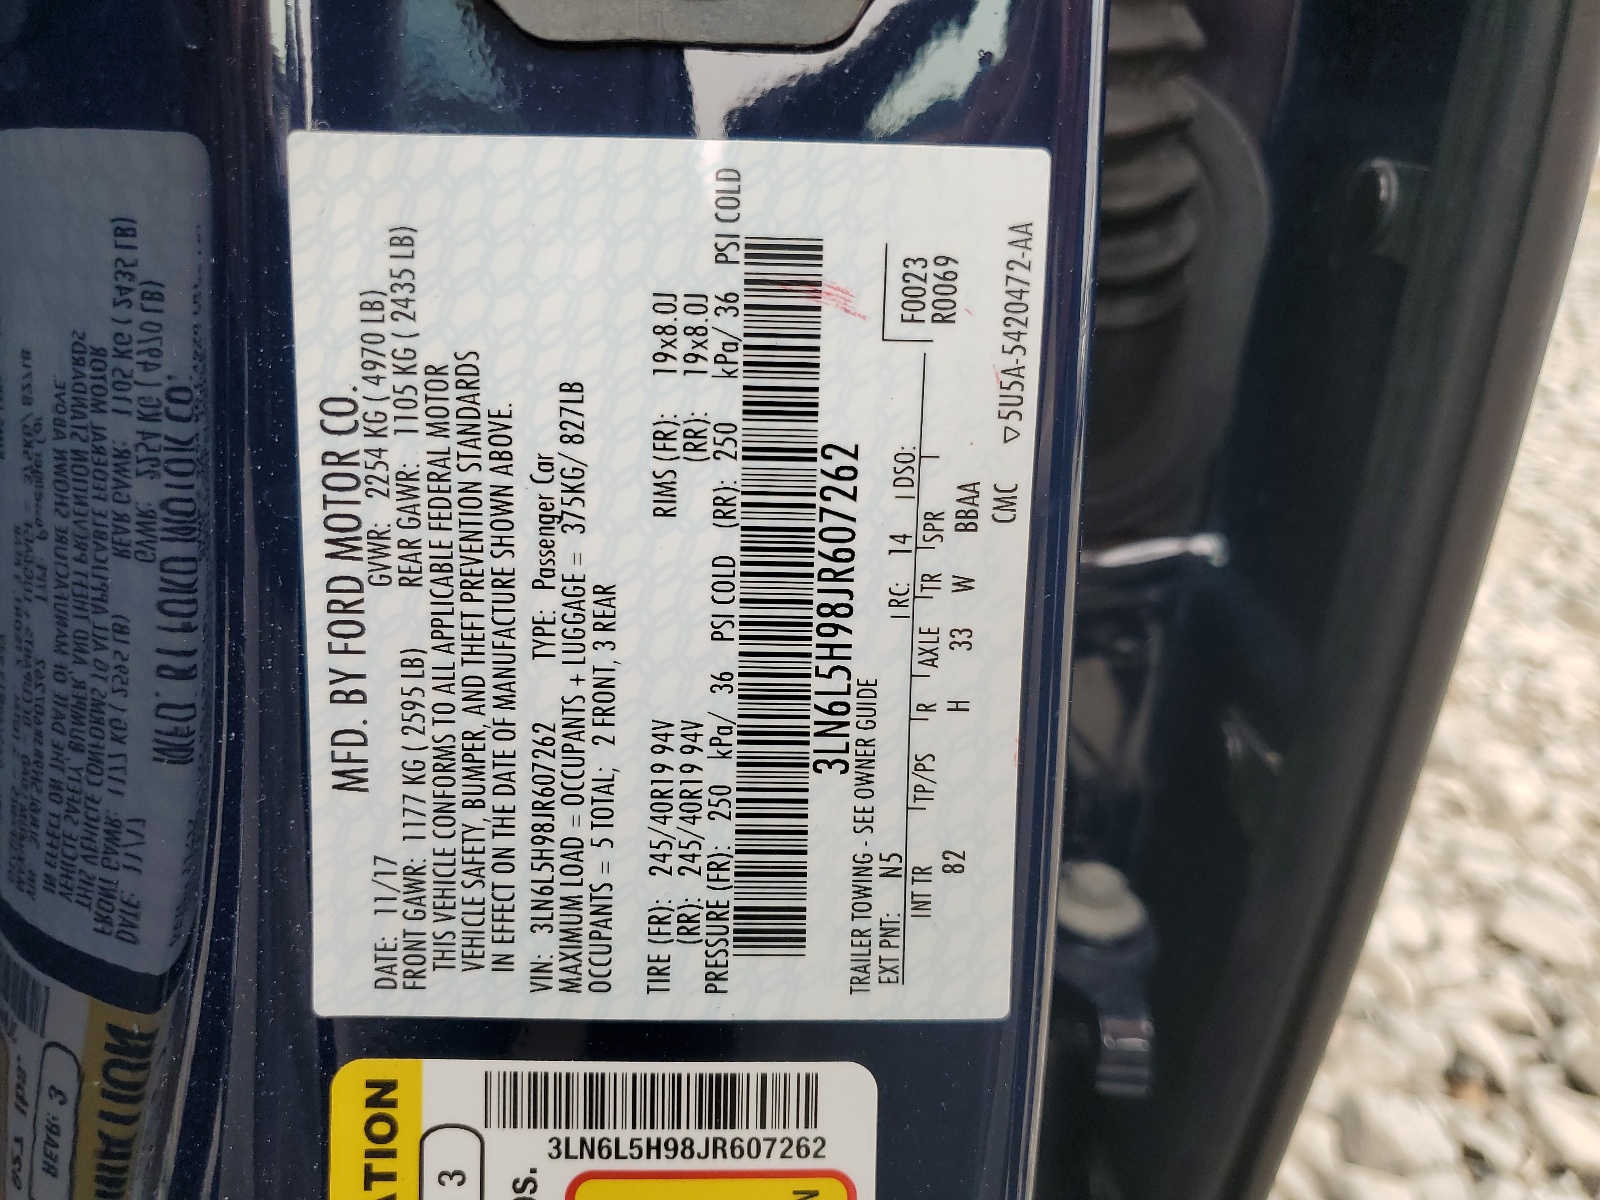 MFD. BY FORD MOTOR CO.
DATE: 11/17 GVWR: 2254 KG ( 4970 LB)
FRONT GAWR: 1177 KG ( 2595 LB) REAR GAWR: 1105 KG ( 2435 LB)
THIS VEHICLE CONFORMS TO ALL APPLICABLE FEDERAL MOTOR
VEHICLE SAFETY, BUMPER, AND THEFT PREVENTION STANDARDS
IN EFFECT ON THE DATE OF MANUFACTURE SHOWN ABOVE.
VIN: 3LN6L5H98JR607262 TYPE: Passenger Car
MAXIMUM LOAD = OCCUPANTS + LUGGAGE = 375KG/ 827LB
OCCUPANTS = 5 TOTAL; 2 FRONT, 3 REAR
TIRE (FR): 245/40R19 94V RIMS (FR): 19x8.0J
(RR): 245/40R19 94V (RR): 19x8.0J
PRESSURE (FR): 250 kPa/ 36 PSI COLD (RR): 250 kPa/ 36 PSI COLD
3LN6L5H98JR607262
TRAILER TOWING - SEE OWNER GUIDE
EXT PNT: N5 RC: 14 DSO: F0023
R0069
INT TR TP/PS R AXLE TR SPR
82 H 33 W BBAA
CMC ▽5U5A-5420472-AA
ATION
3
os.
3LN6L5H98JR607262
N